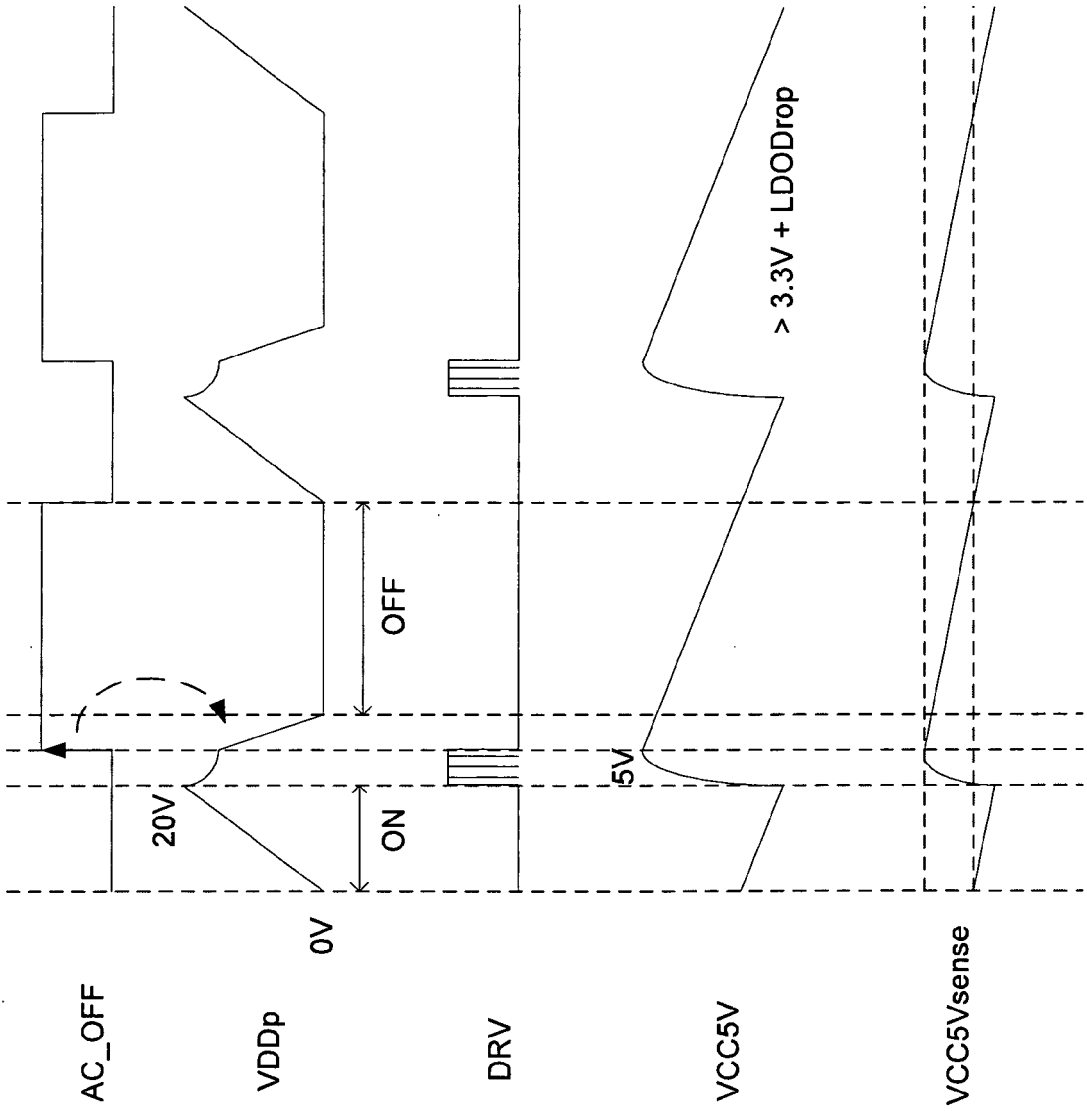 AC_OFF
VDDp
20V
0V
ON
OFF
DRV
VCC5V
5V
> 3.3V + LDODrop
VCC5Vsense